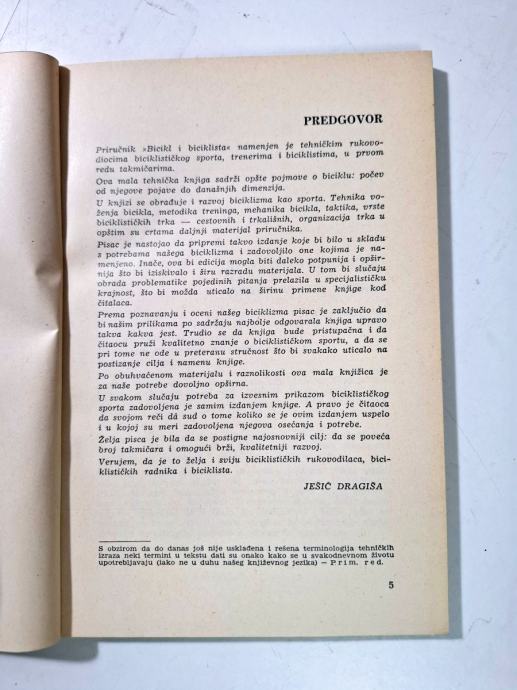 PREDGOVOR
Priručnik »Bicikl i biciklista« namenjen je tehničkim rukovo-
diocima biciklističkog sporta, trenerima i biciklistima, u prvom
redu takmičarima.
Ova mala tehnička knjiga sadrži opšte pojmove o biciklu: počev
od njegove pojave do današnjih dimenzija.
U knjizi se obrađuje i razvoj biciklizma kao sporta. Tehnika vo-
ženja bicikla, metodika treninga, mehanika bicikla, taktika, vrste
biciklističkih trka — cestovnih i trkališnih, organizacija trka u
opštim su crtama daljnji materijal priručnika.
Pisac je nastojao da pripremi takvo izdanje koje bi bilo u skladu
s potrebama našega biciklizma i zadovoljilo one kojima je na-
menjeno. Inače, ova bi edicija mogla biti daleko potpunija i opšir-
nija što bi iziskivalo i širu razradu materijala. U tom bi slučaju
obrada problematike pojedinih pitanja prelazila u specijalističku
krajnost, što bi možda uticalo na širinu primene knjige kod
čitalaca.
Prema poznavanju i oceni našeg biciklizma pisac je zaključio da
bi našim prilikama po sadržaju najbolje odgovarala knjiga upravo
takva kakva jest. Trudio se da knjiga bude pristupačna i da
čitaocu pruži kvalitetno znanje o biciklističkom sportu, a da se
pri tome ne ode u preteranu stručnost što bi svakako uticalo na
postizanje cilja i namenu knjige.
Po obuhvaćenom materijalu i raznolikosti ova mala knjižica je
za naše potrebe dovoljno opširna.
U svakom slučaju potreba za izvesnim prikazom biciklističkog
sporta zadovoljena je samim izdanjem knjige. A pravo je čitaoca
da svojom reči dâ sud o tome koliko se je ovim izdanjem uspelo
i u kojoj su meri zadovoljena njegova osećanja i potrebe.
Želja pisca je bila da se postigne najosnovniji cilj: da se poveća
broj takmičara i omogući brži, kvalitetniji razvoj.
Verujem, da je to želja i sviju biciklističkih rukovodilaca, bici-
klističkih radnika i biciklista.
JEŠIĆ DRAGIŠA
S obzirom da do danas još nije usklađena i rešena terminologija tehničkih
izraza neki termini u tekstu dati su onako kako se u svakodnevnom životu
upotrebljavaju (iako ne u duhu našeg književnog jezika) — Prim. red.
5